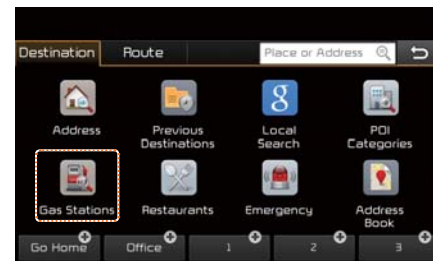 Destination Route Place or Address
g
Address Previous Destinations Local Search POI Categories
Gas Stations Restaurants Emergency Address Book
Go Home Office 1 2 3